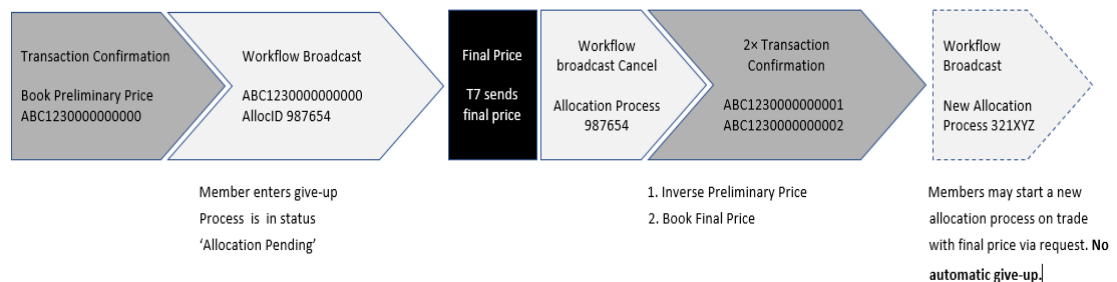 Transaction Confirmation
Book Preliminary Price
ABC1230000000000
Workflow Broadcast
ABC1230000000000
AllocID 987654
Final Price
T7 sends
final price
Workflow
broadcast Cancel
Allocation Process
987654
2x Transaction
Confirmation
ABC1230000000001
ABC1230000000002
Workflow
Broadcast
New Allocation
Process 321XYZ
Member enters give-up
Process is in status
‘Allocation Pending’
1. Inverse Preliminary Price
2. Book Final Price
Members may start a new
allocation process on trade
with final price via request. No
automatic give-up.